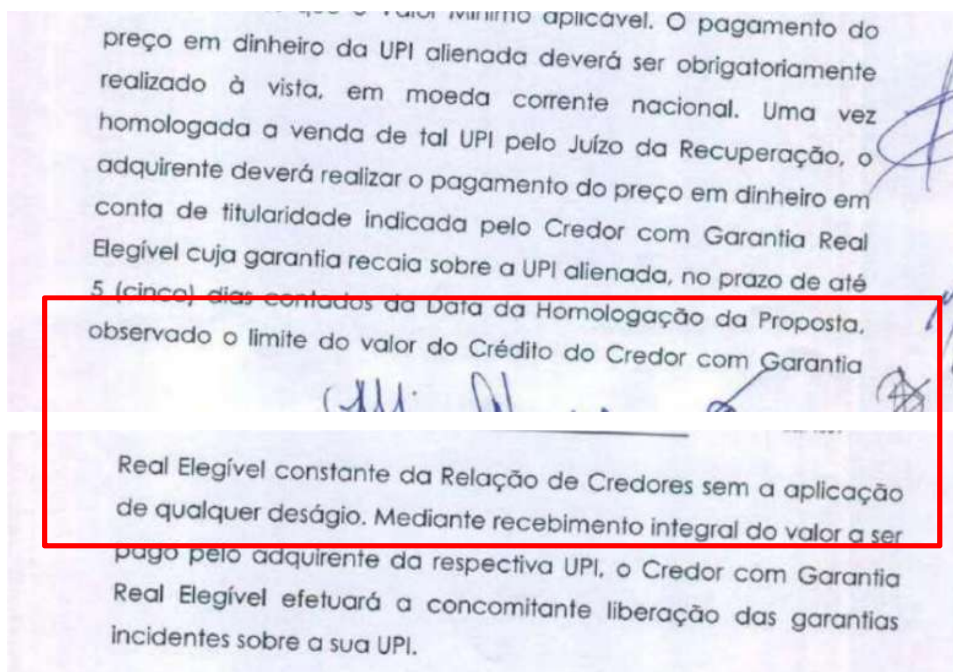 Valor Mínimo aplicável. O pagamento do
preço em dinheiro da UPI alienada deverá ser obrigatoriamente
realizado à vista, em moeda corrente nacional. Uma vez
homologada a venda de tal UPI pelo Juízo da Recuperação, o
adquirente deverá realizar o pagamento do preço em dinheiro em
conta de titularidade indicada pelo Credor com Garantia Real
Elegível cuja garantia recaia sobre a UPI alienada, no prazo de até
5 (cinco) dias contados da Data da Homologação da Proposta,
observado o limite do valor do Crédito do Credor com Garantia
Real Elegível constante da Relação de Credores sem a aplicação
de qualquer deságio. Mediante recebimento integral do valor a ser
pago pelo adquirente da respectiva UPI, o Credor com Garantia
Real Elegível efetuará a concomitante liberação das garantias
incidentes sobre a sua UPI.